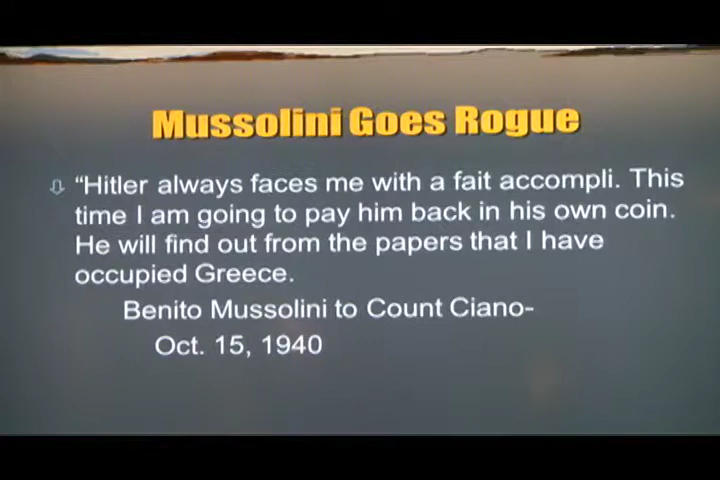 Mussolini Goes Rogue
“Hitler always faces me with a fait accompli. This
time I am going to pay him back in his own coin.
He will find out from the papers that I have
occupied Greece.
Benito Mussolini to Count Ciano-
Oct. 15, 1940